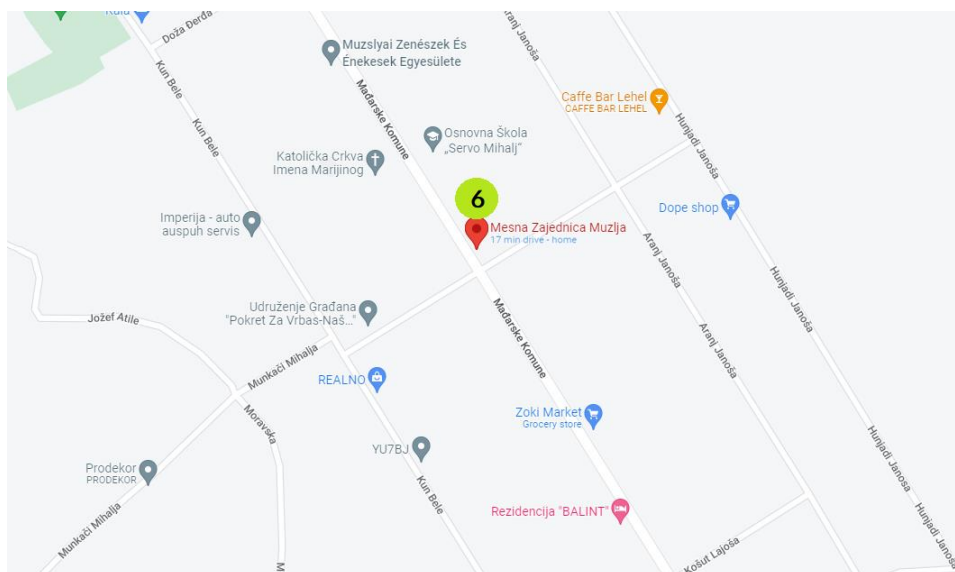 Doža Đerđa
Muzslyai Zenészek És
Énekesek Egyesülete
Aranj Janoša
Kun Bele
Mađarske Komune
Caffe Bar Lehel
CAFFE BAR LEHEL
Hunjadi Janoša
Osnovna Škola
„Servo Mihalj”
Katolička Crkva
Imena Marijinog
Kun Bele
6
Imperija - auto
auspuh servis
Mesna Zajednica Muzlja
17 min drive - home
Dope shop
Aranj Janoša
Hunjadi Janoša
Jožef Atile
Udruženje Građana
"Pokret Za Vrbas-Naš..."
Mađarske Komune
Aranj Janoša
Munkači Mihalja
REALNO
Moravska
Zoki Market
Grocery store
YU7BJ
Hunjadi Janoša
Prodekor
PRODEKOR
Kun Bele
Rezidencija "BALINT"
Munkači Mihalja
Košut Lajoša
Hunjadi Janoša